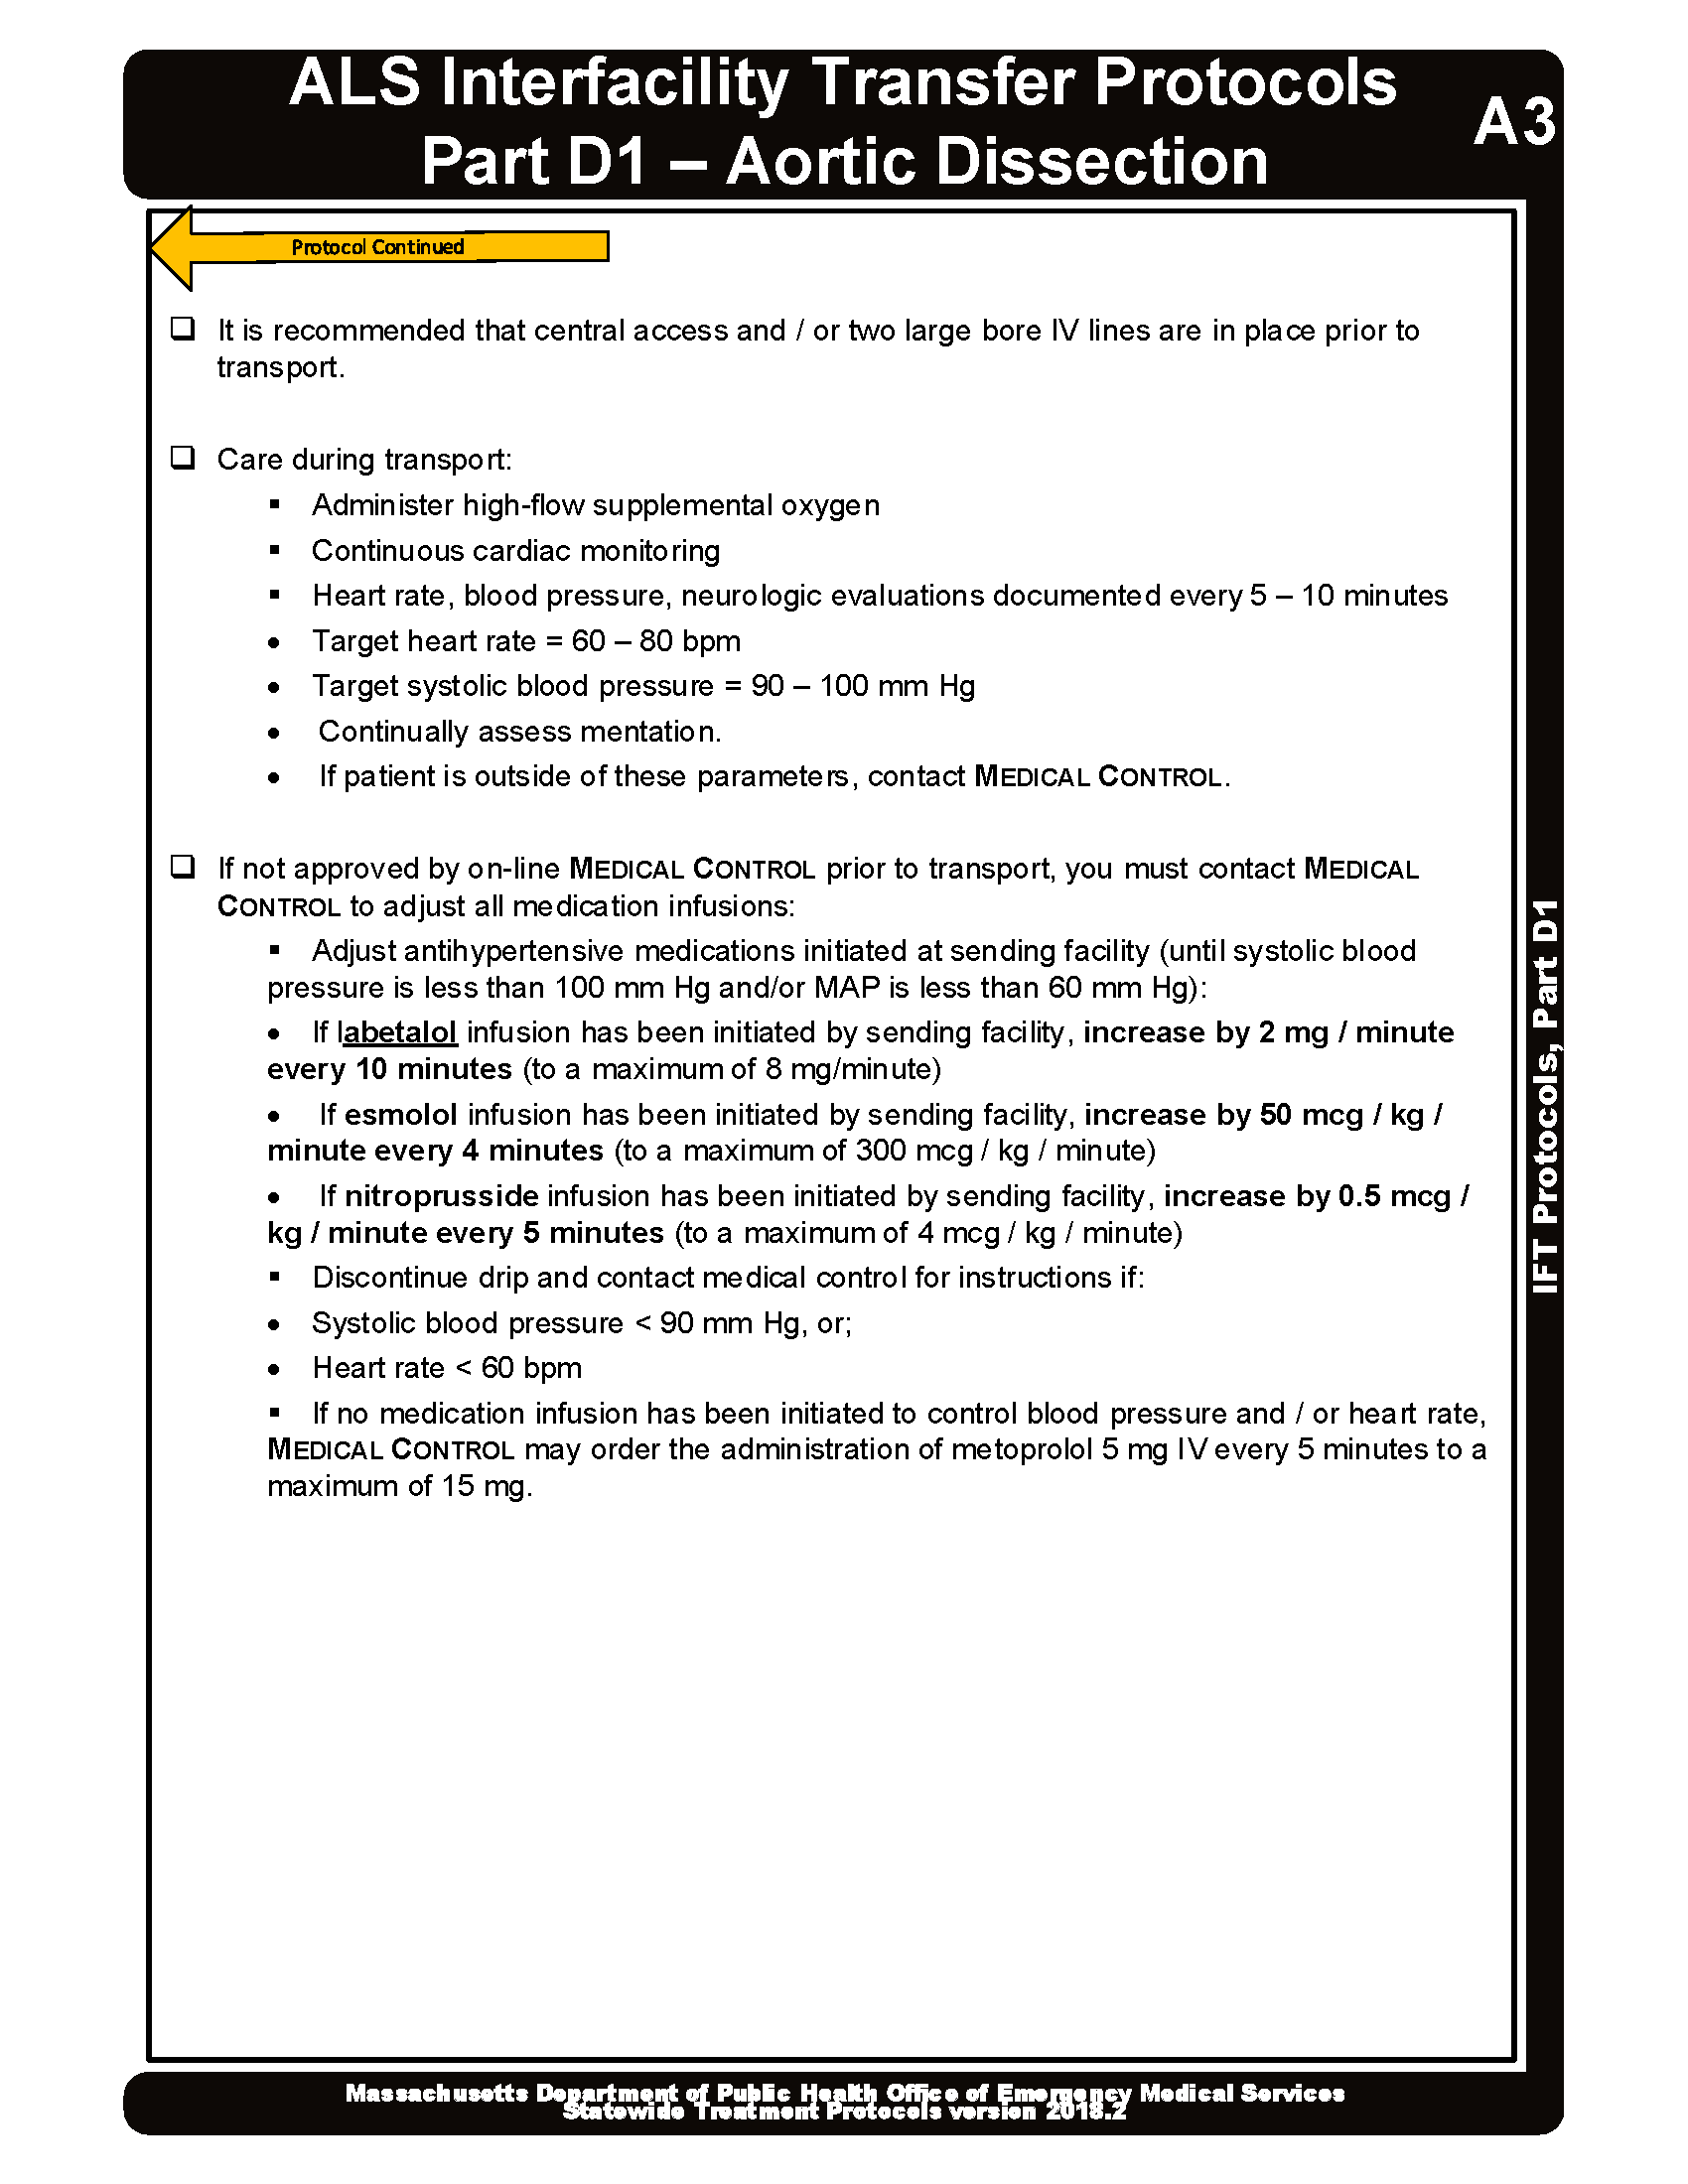 ALS Interfacility Transfer Protocols
Part D1 – Aortic Dissection
A3
Protocol Continued
❑ It is recommended that central access and / or two large bore IV lines are in place prior to
transport.
❑ Care during transport:
▪ Administer high-flow supplemental oxygen
▪ Continuous cardiac monitoring
▪ Heart rate, blood pressure, neurologic evaluations documented every 5 – 10 minutes
• Target heart rate = 60 – 80 bpm
• Target systolic blood pressure = 90 – 100 mm Hg
• Continually assess mentation.
• If patient is outside of these parameters, contact MEDICAL CONTROL.
❑ If not approved by on-line MEDICAL CONTROL prior to transport, you must contact MEDICAL
CONTROL to adjust all medication infusions:
▪ Adjust antihypertensive medications initiated at sending facility (until systolic blood
pressure is less than 100 mm Hg and/or MAP is less than 60 mm Hg):
• If labetalol infusion has been initiated by sending facility, increase by 2 mg / minute
every 10 minutes (to a maximum of 8 mg/minute)
• If esmolol infusion has been initiated by sending facility, increase by 50 mcg / kg /
minute every 4 minutes (to a maximum of 300 mcg / kg / minute)
• If nitroprusside infusion has been initiated by sending facility, increase by 0.5 mcg /
kg / minute every 5 minutes (to a maximum of 4 mcg / kg / minute)
▪ Discontinue drip and contact medical control for instructions if:
• Systolic blood pressure < 90 mm Hg, or;
• Heart rate < 60 bpm
▪ If no medication infusion has been initiated to control blood pressure and / or heart rate,
MEDICAL CONTROL may order the administration of metoprolol 5 mg IV every 5 minutes to a
maximum of 15 mg.
IFT Protocols, Part D1
Massachusetts Department of Public Health Office of Emergency Medical Services
Statewide Treatment Protocols version 2018.2